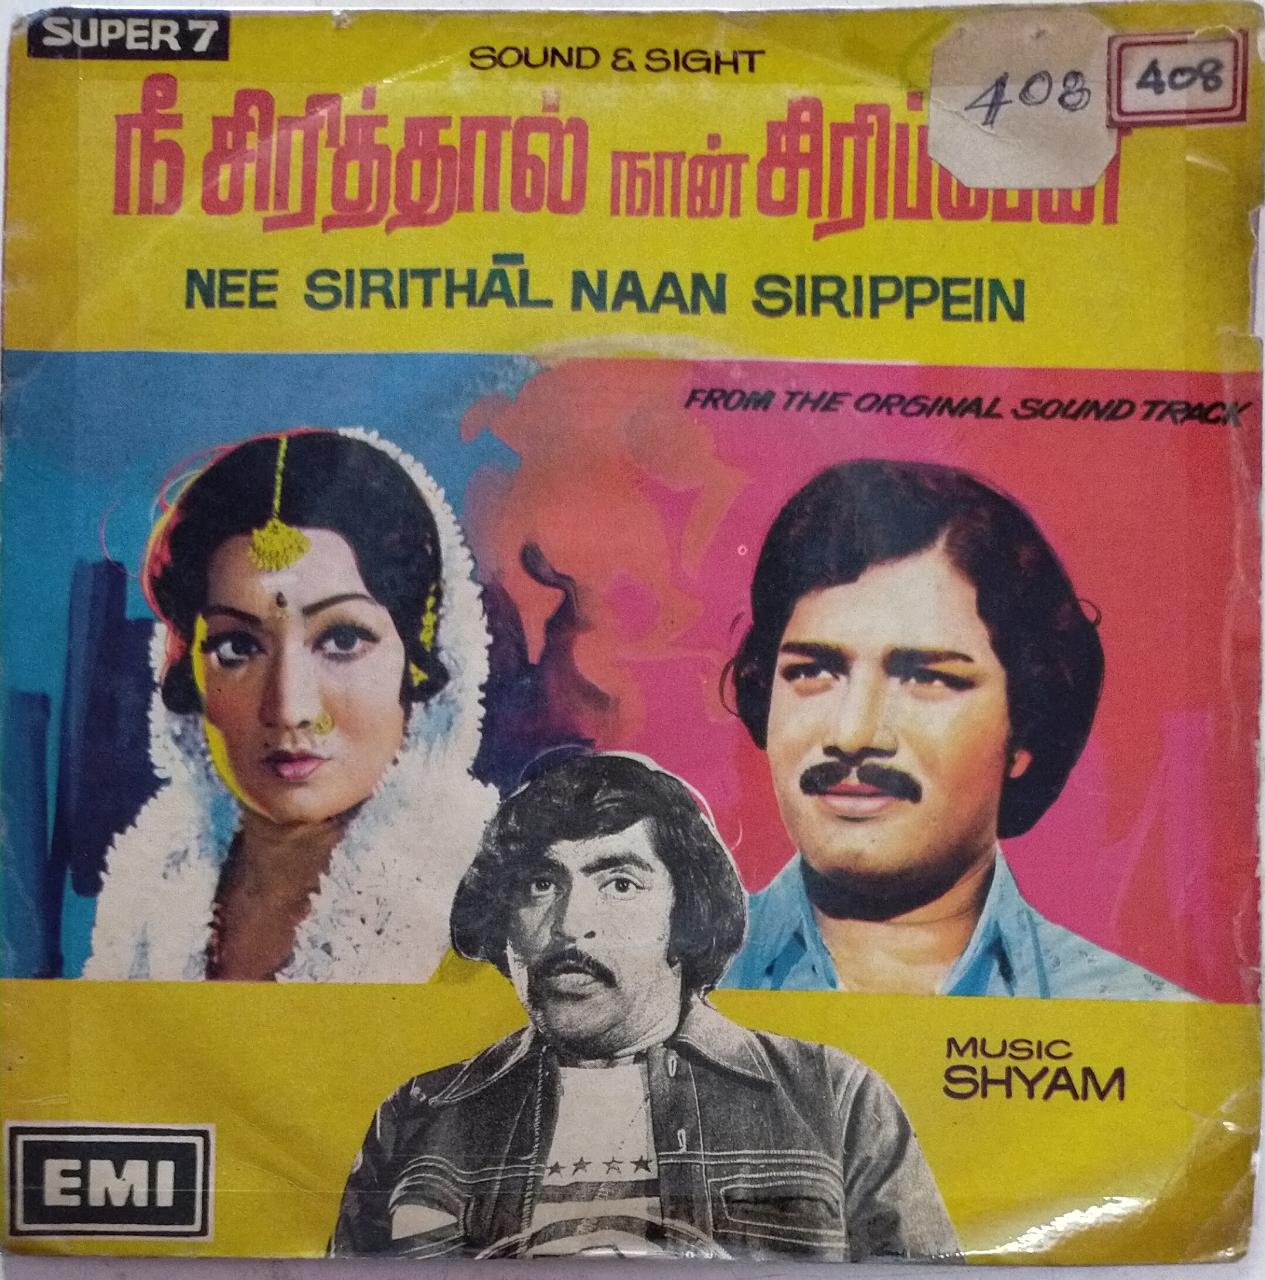 SUPER 7
SOUND & SIGHT
408
408
நீ சிரித்தால் நான்
NEE SIRITHĀL NAAN SIRIPPEIN
FROM THE ORGINAL SOUND TRACK
MUSIC
SHYAM
EMI